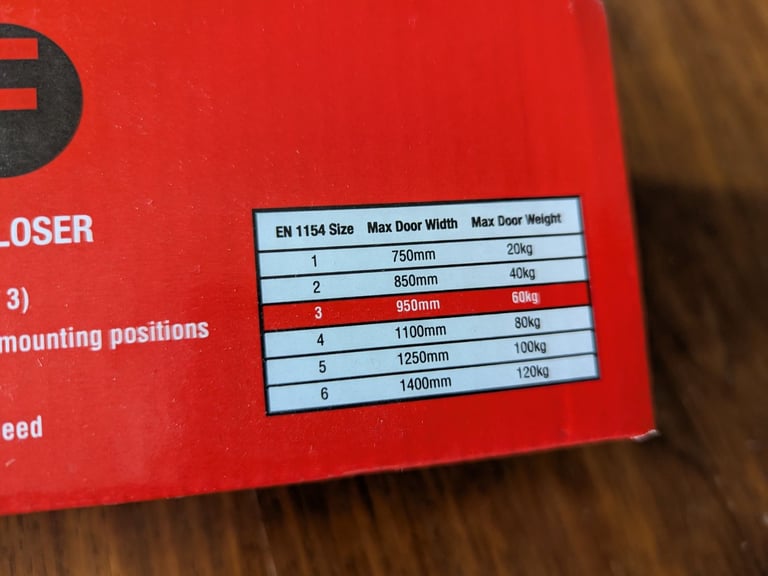 LOSER
3)
mounting positions
eed
EN 1154 Size Max Door Width Max Door Weight
1 750mm 20kg
2 850mm 40kg
3 950mm 60kg
4 1100mm 80kg
5 1250mm 100kg
6 1400mm 120kg